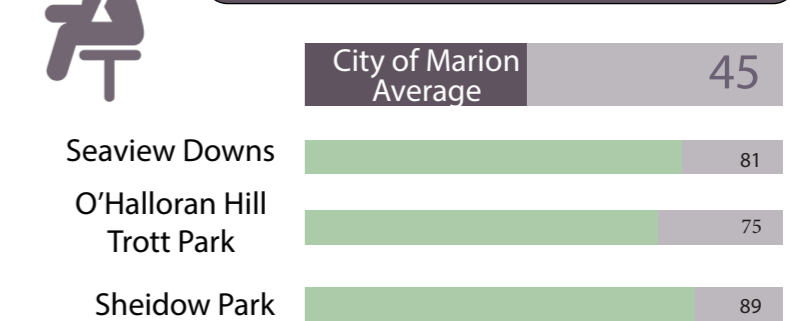 City of Marion
Average
45
Seaview Downs
81
O'Halloran Hill
Trott Park
75
Sheidow Park
89